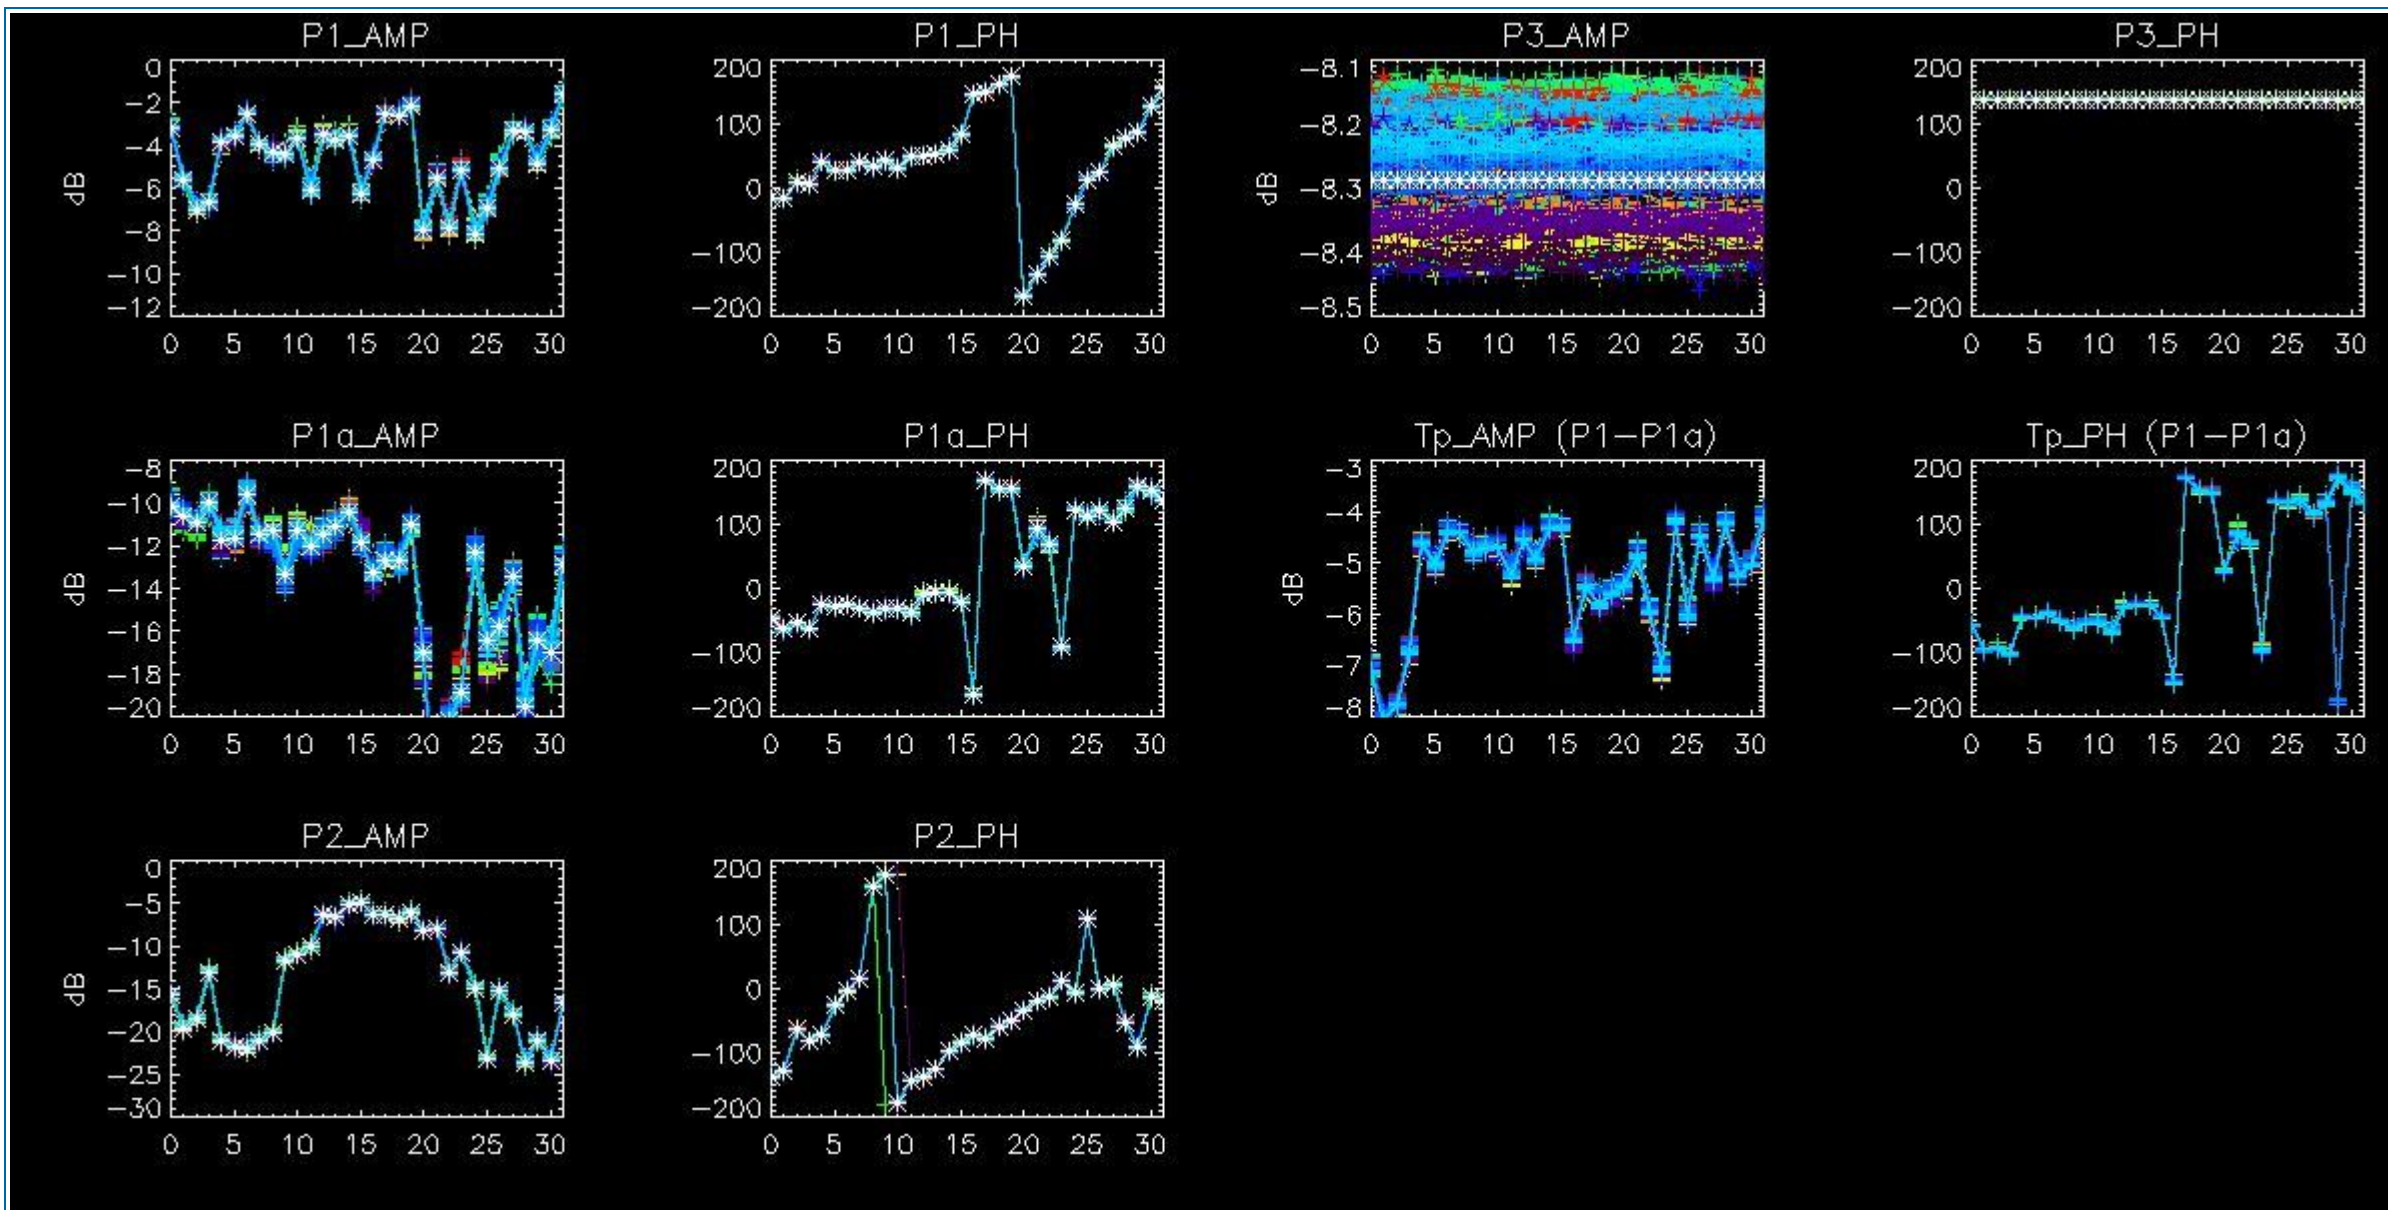 P1_AMP P1_PH P3_AMP P3_PH
0 200 −8.1 200
−2
100 −8.2 100
−4
dB −6 0 dB −8.3 0
−8
−100 −8.4 −100
−10
−12 −200 −8.5 −200
0 5 10 15 20 25 30 0 5 10 15 20 25 30 0 5 10 15 20 25 30 0 5 10 15 20 25 30
P1a_AMP P1a_PH Tp_AMP (P1−P1a) Tp_PH (P1−P1a)
−8 200 −3 200
−10 100 −4 100
−12
dB −14 0 dB −5 0
−16 −6
−100 −7 −100
−18
−20 −200 −8 −200
0 5 10 15 20 25 30 0 5 10 15 20 25 30 0 5 10 15 20 25 30 0 5 10 15 20 25 30
P2_AMP P2_PH
0 200
−5 100
−10
dB −15 0
−20
−100
−25
−30 −200
0 5 10 15 20 25 30 0 5 10 15 20 25 30